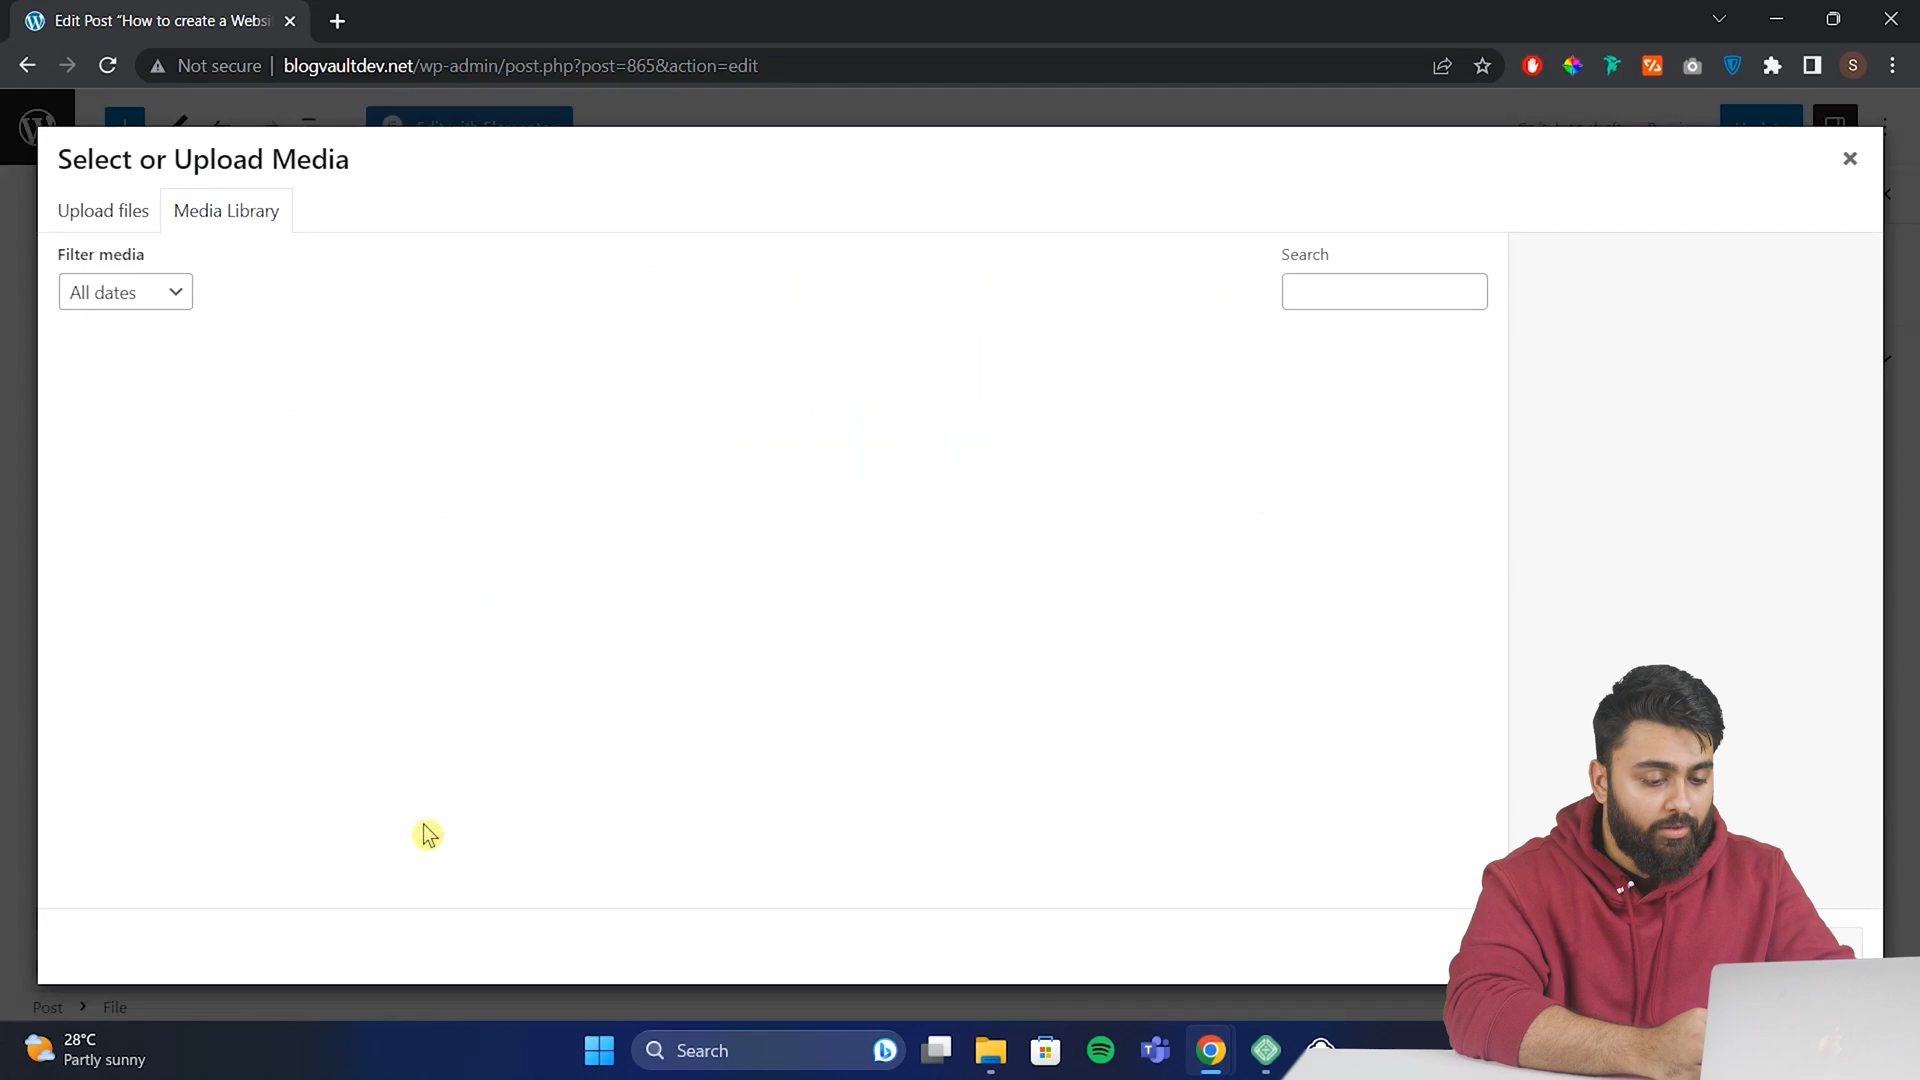 Edit Post “How to create a Websi
Not secure
blogvaultdev.net/wp-admin/post.php?post=865&action=edit
S
Select or Upload Media
Upload files
Media Library
Filter media
Search
All dates
Post
File
28°C
Partly sunny
Search